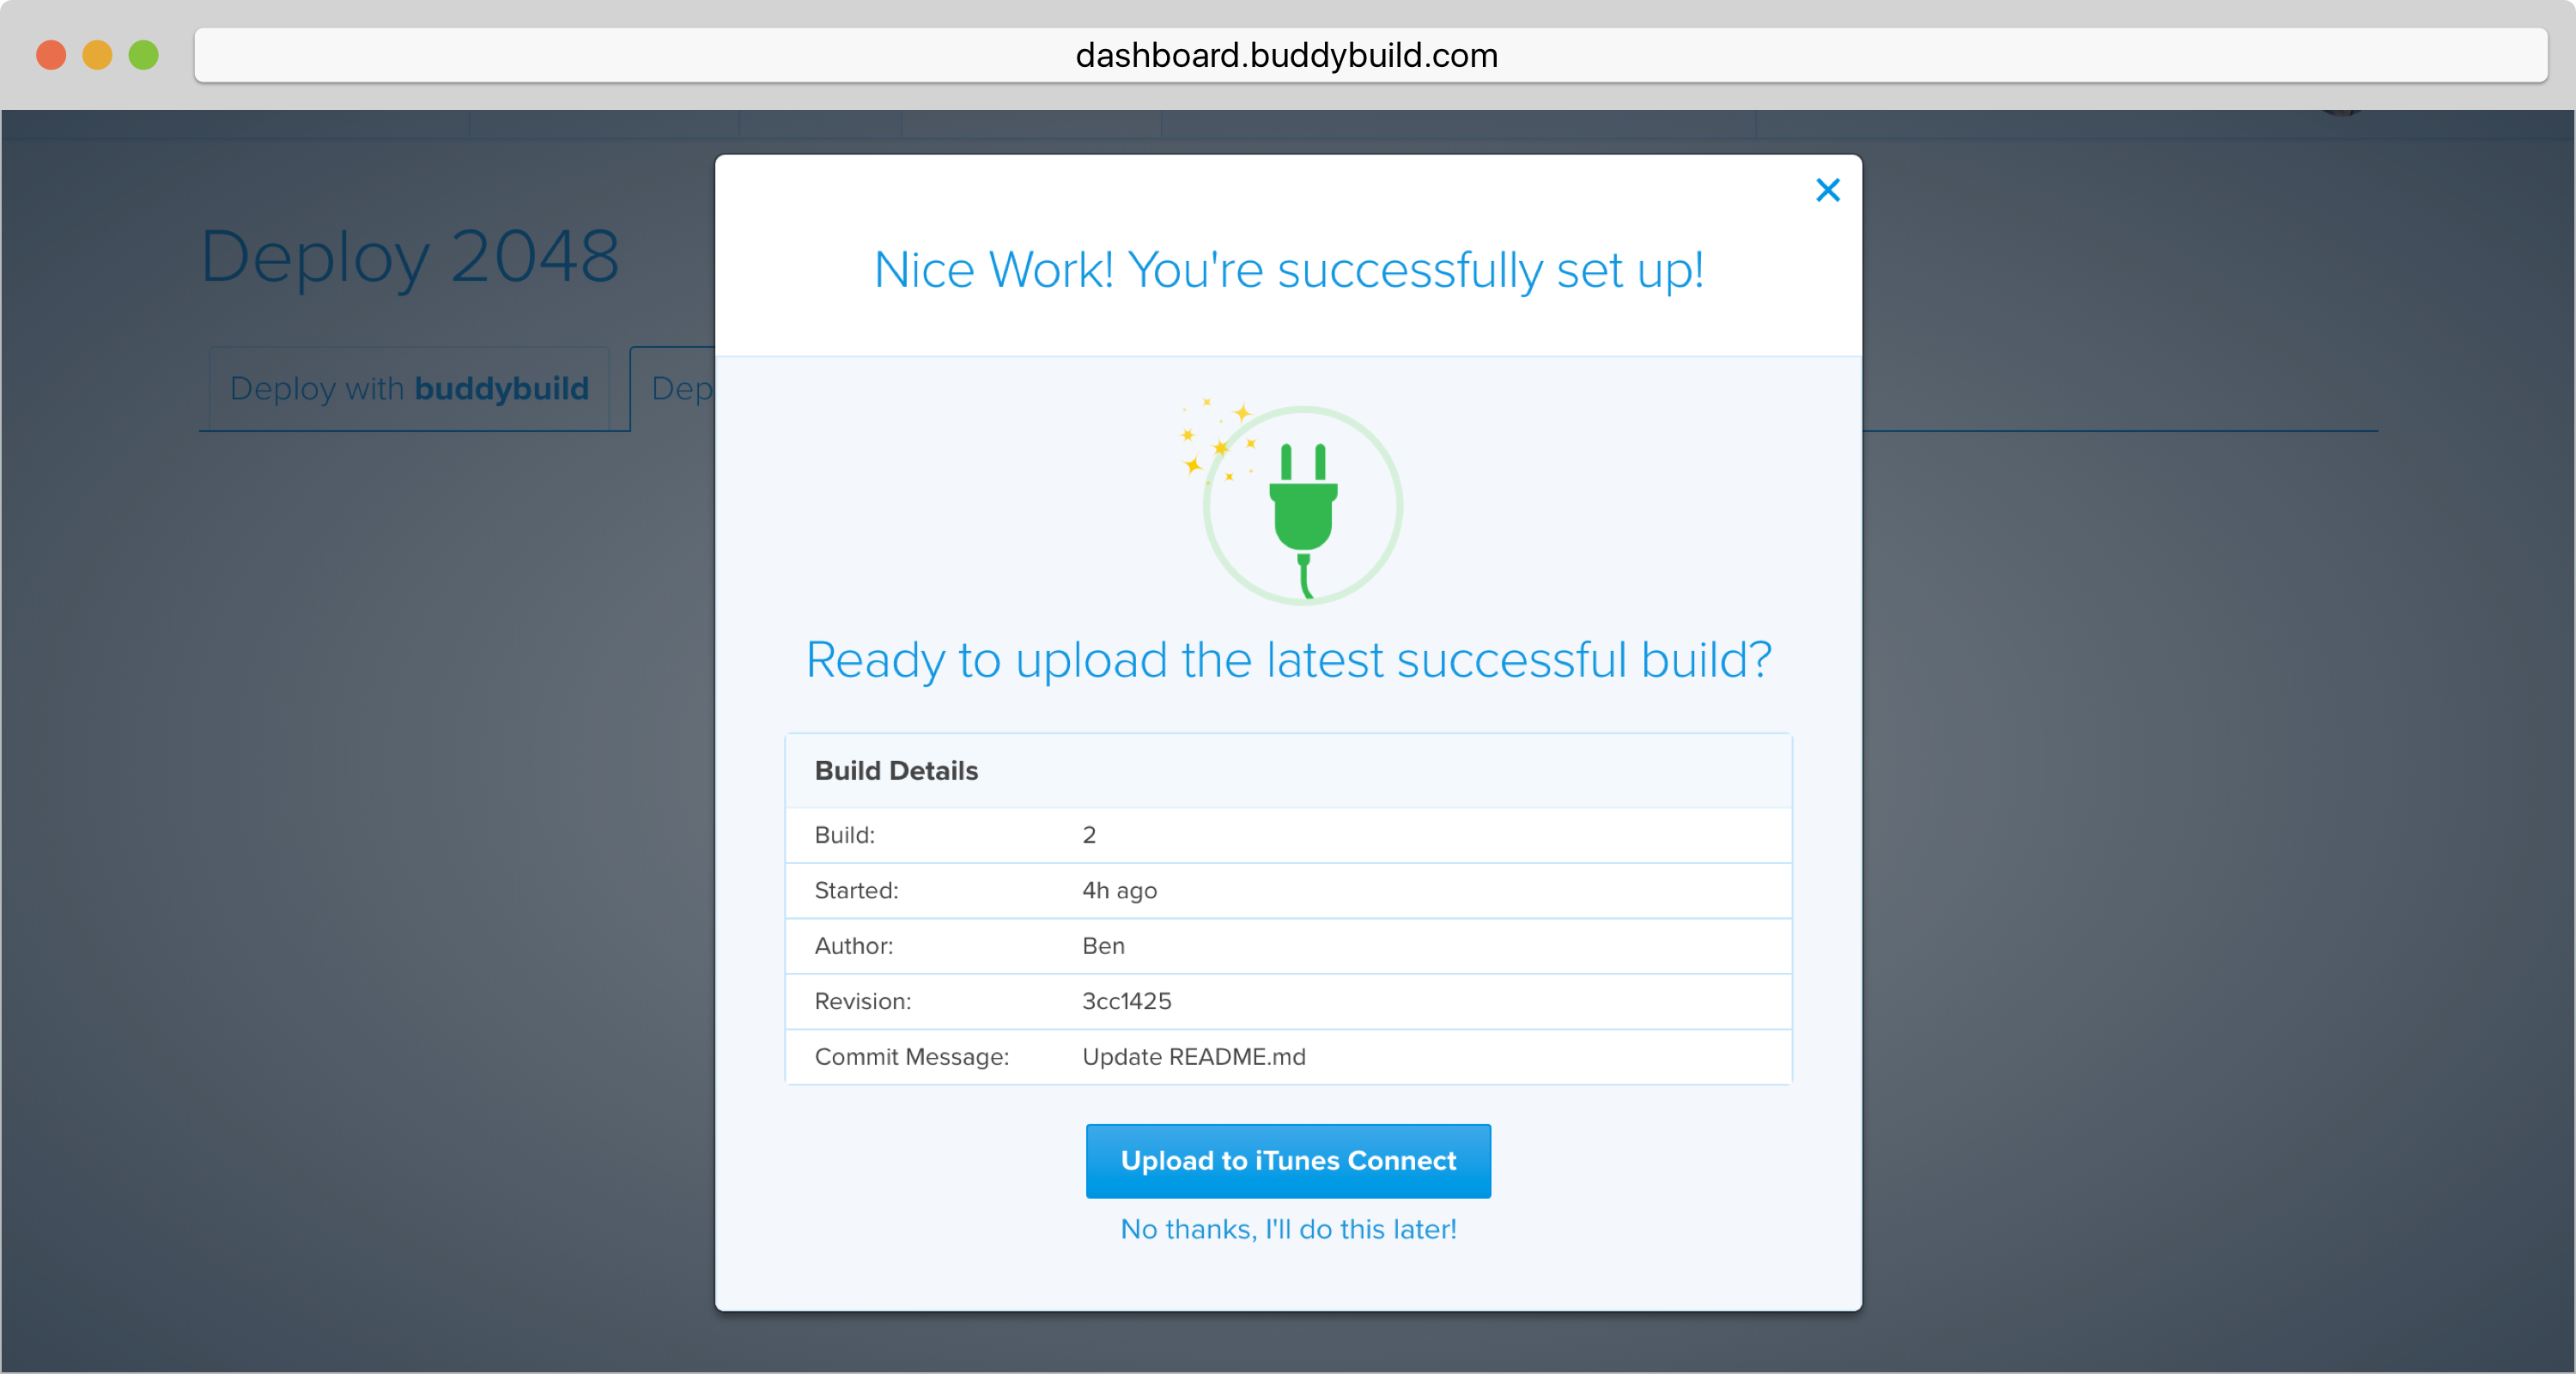 dashboard.buddybuild.com
Deploy 2048
Deploy with buddybuild
Dep
Nice Work! You're successfully set up!
Ready to upload the latest successful build?
Build Details
Build: 2
Started: 4h ago
Author: Ben
Revision: 3cc1425
Commit Message: Update README.md
Upload to iTunes Connect
No thanks, I'll do this later!